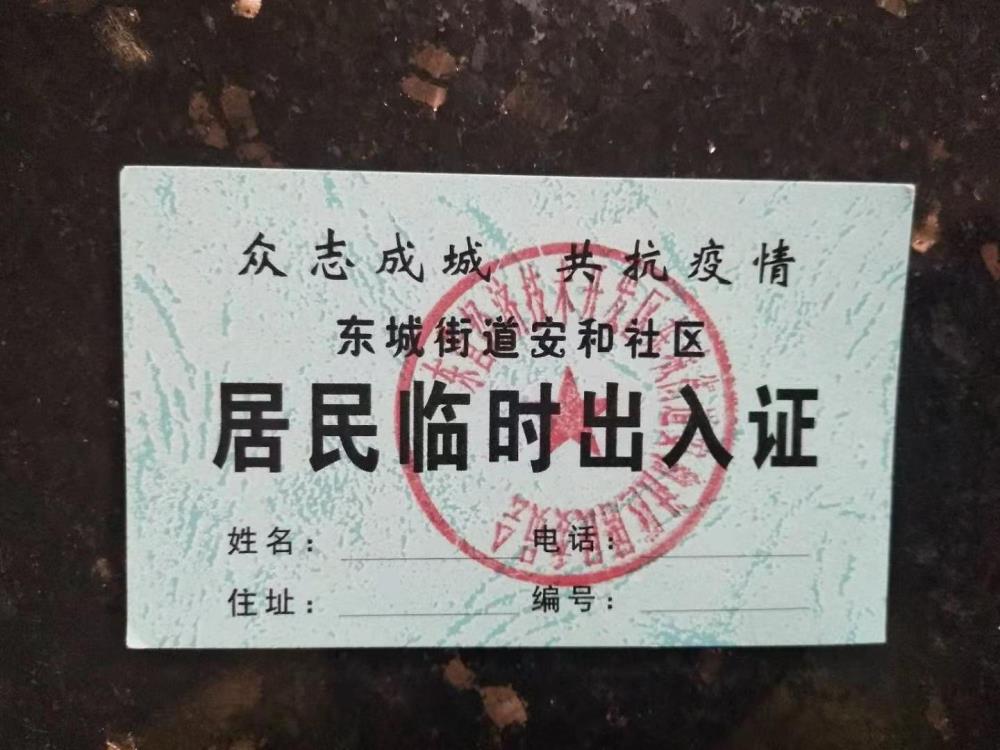 众志成城 共抗疫情
东城街道安和社区
居民临时出入证
姓名：
电话：
住址：
编号：